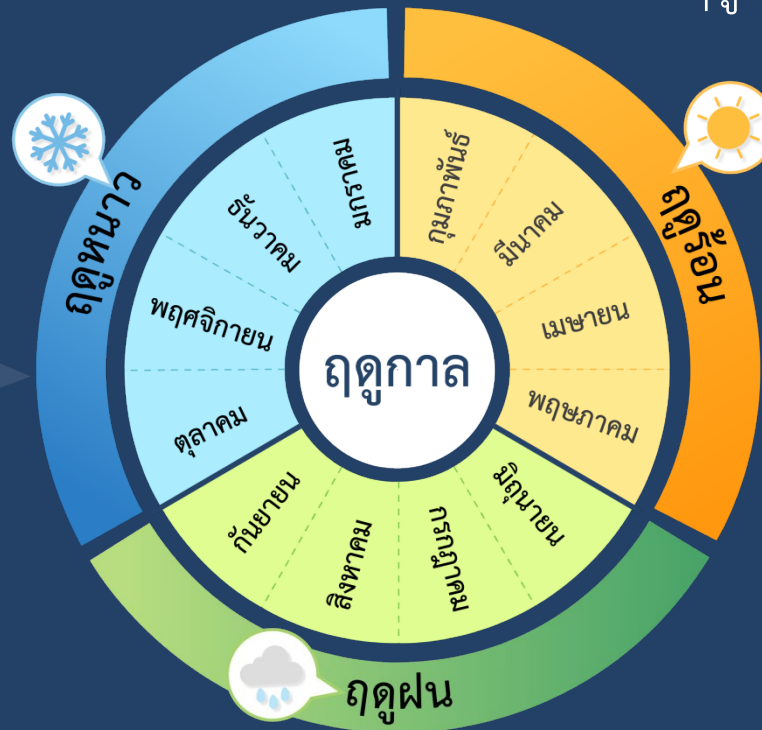 ฤดูกาล
ฤดูร้อน
กุมภาพันธ์
มีนาคม
เมษายน
พฤษภาคม
ฤดูฝน
มิถุนายน
กรกฎาคม
สิงหาคม
กันยายน
ฤดูหนาว
ตุลาคม
พฤศจิกายน
ธันวาคม
มกราคม